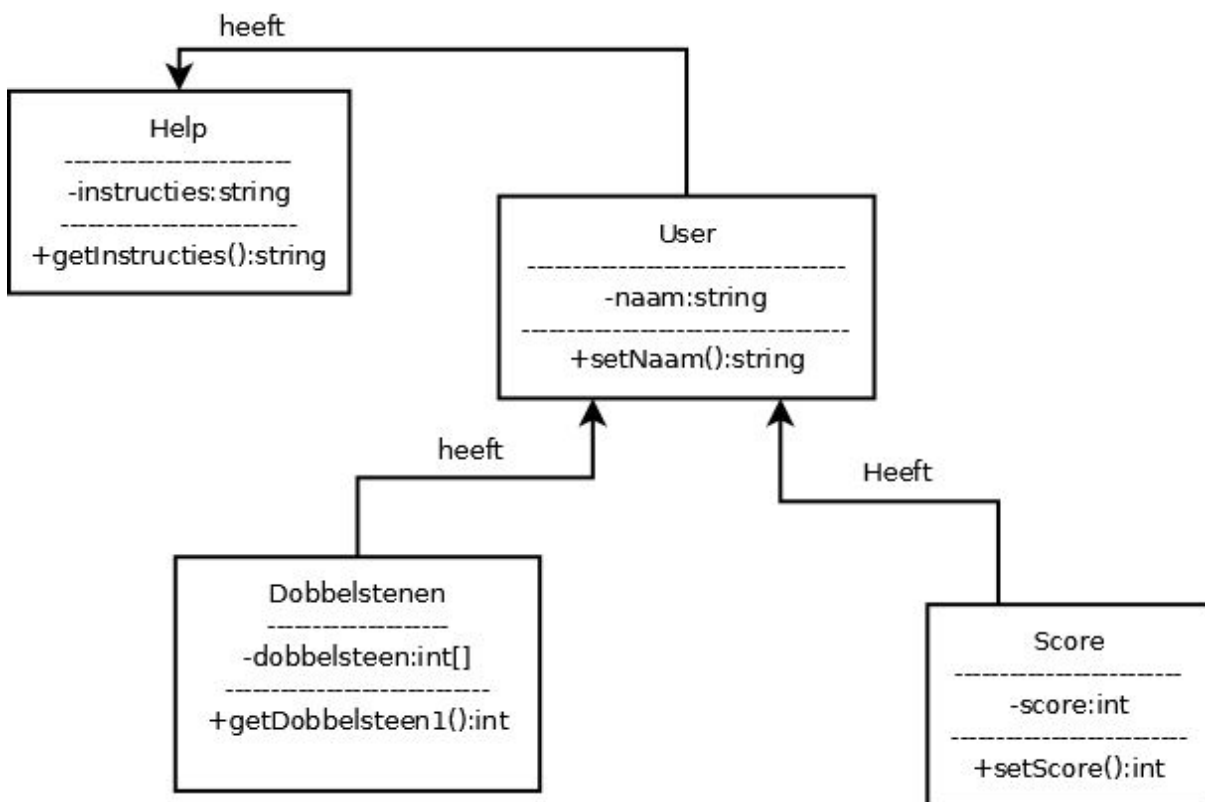 heeft
Help
-instructies:string
+getInstructies():string
User
-naam:string
+setNaam():string
heeft
Heeft
Dobbelstenen
-dobbelsteen:int[]
+getDobbelsteen1():int
Score
-score:int
+setScore():int